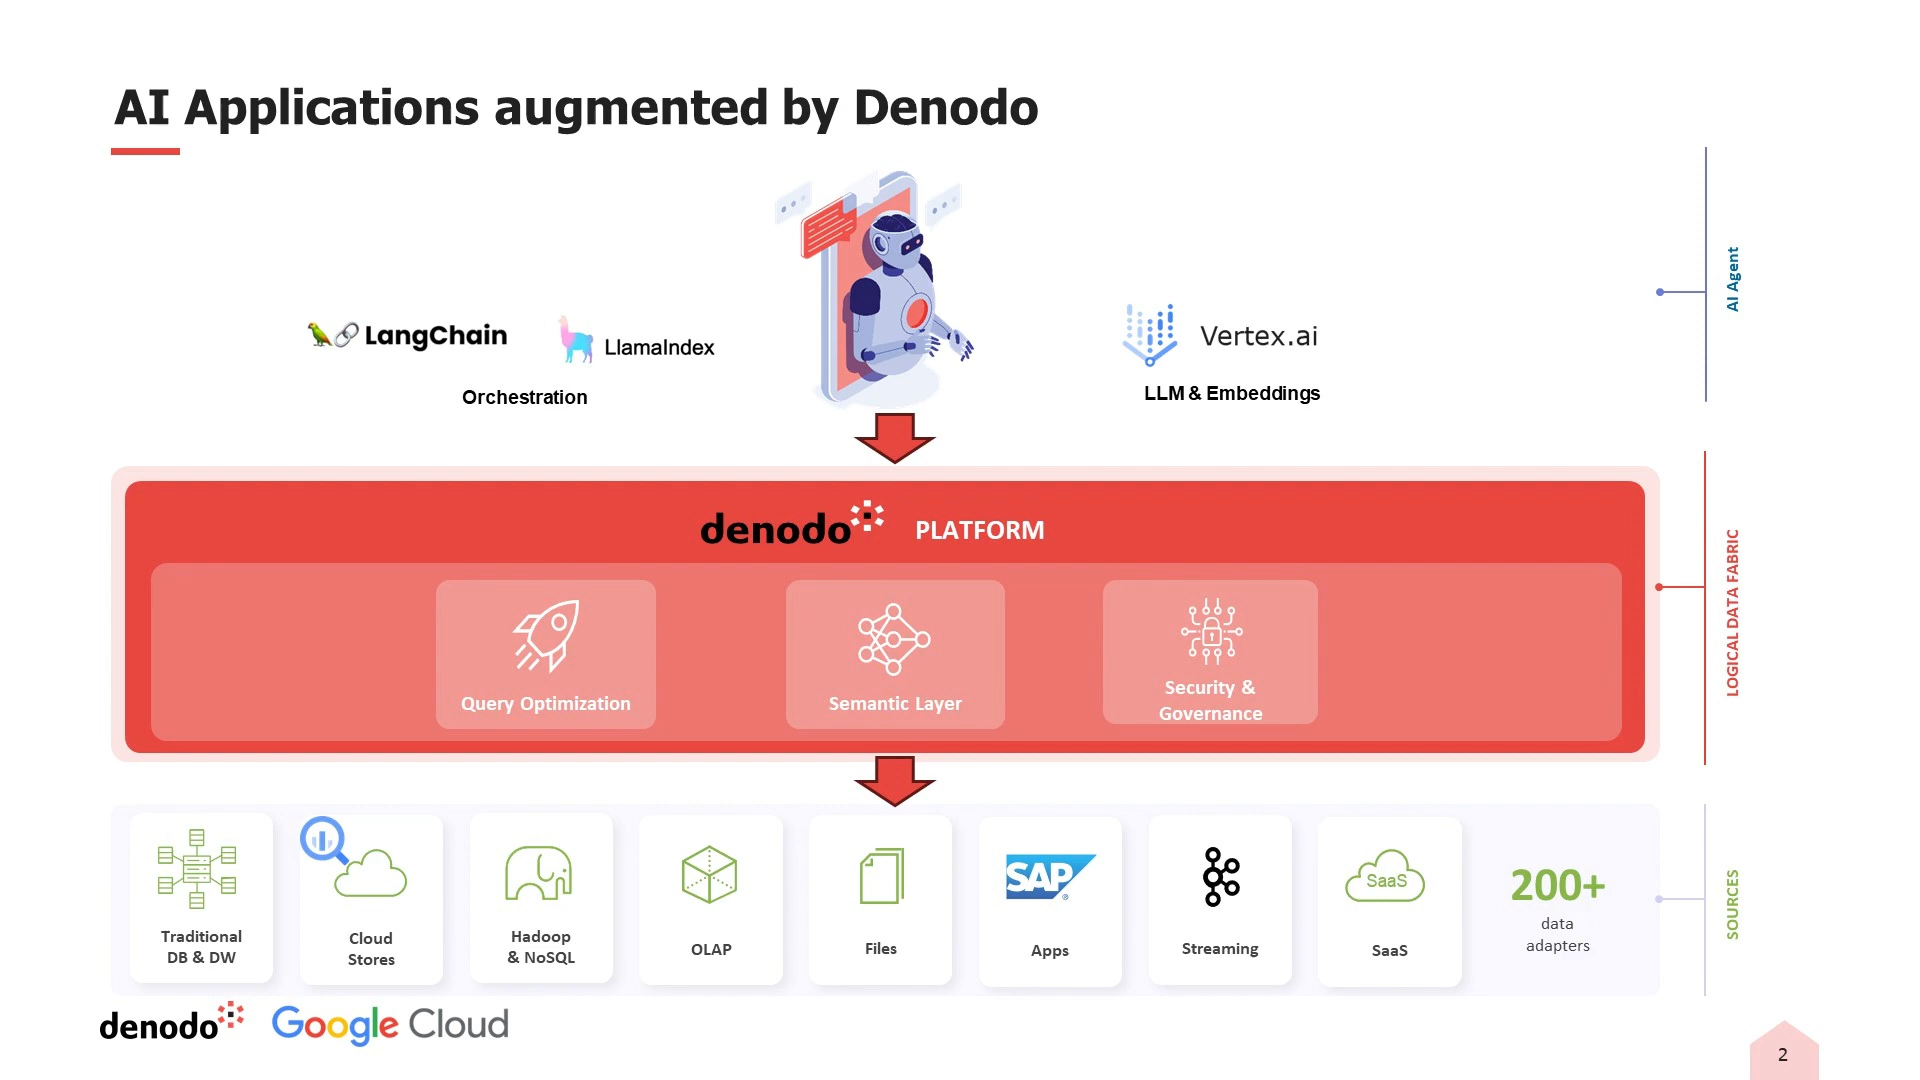 AI Applications augmented by Denodo
LangChain
LlamaIndex
Orchestration
Vertex.ai
LLM & Embeddings
AI Agent
denodo PLATFORM
Query Optimization
Semantic Layer
Security &
Governance
LOGICAL DATA FABRIC
Traditional
DB & DW
Cloud
Stores
Hadoop
& NoSQL
OLAP
Files
SAP
®
Apps
Streaming
SaaS
SaaS
200+
data
adapters
SOURCES
denodo
Google Cloud
2